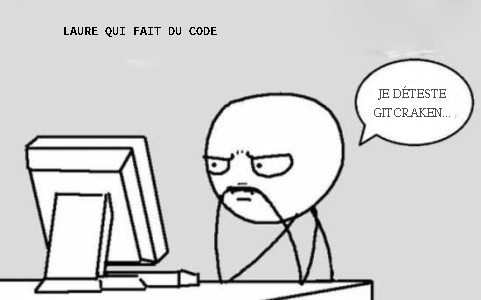 LAURE QUI FAIT DU CODE
JE DÉTESTE
GITCRAKEN...